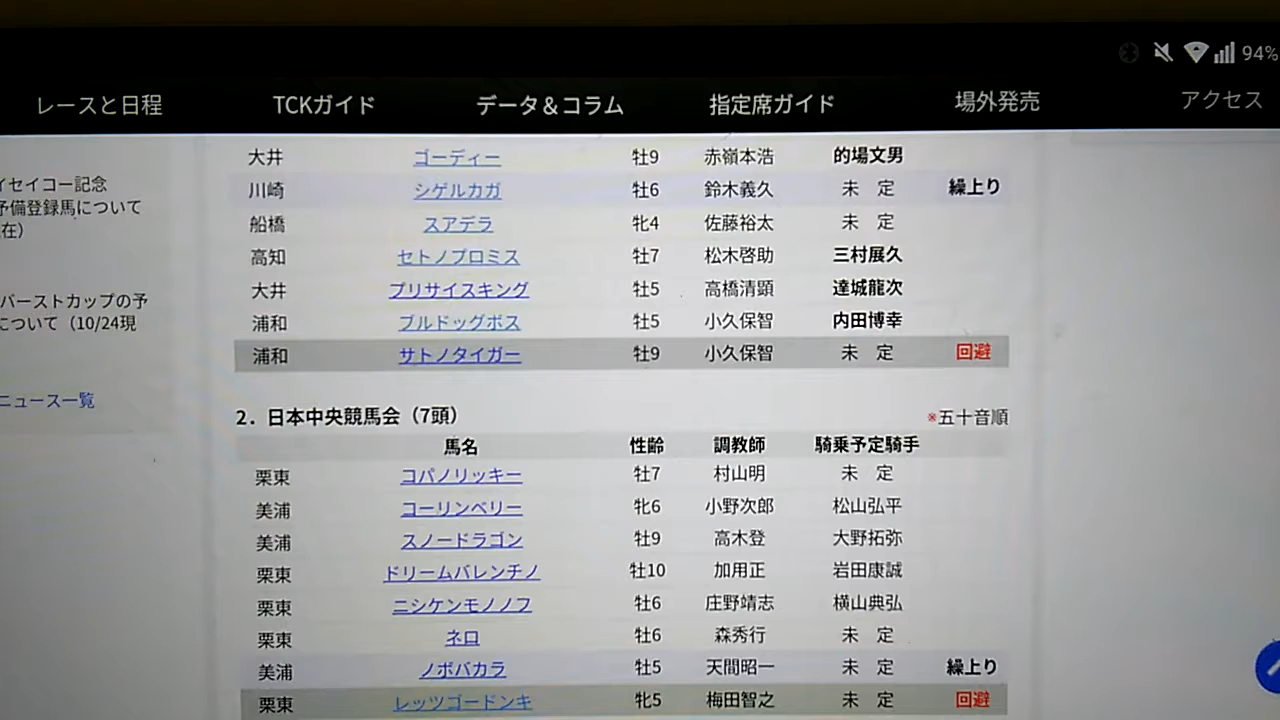 94%
レースと日程 TCKガイド データ&コラム 指定席ガイド 場外発売 アクセス
大井 ゴーディー 牡9 赤嶺本浩 的場文男
イセイコー記念
川崎 シゲルカガ 牡6 鈴木義久 未 定 繰上り
予備登録馬について
船橋 スアデラ 牝4 佐藤裕太 未 定
在）
高知 セトノプロミス 牡7 松木啓助 三村展久
大井 プリサイスキング 牡5 高橋清顕 達城龍次
バーストカップの予
浦和 ブルドッグボス 牡5 小久保智 内田博幸
について（10/24現
浦和 サトノタイガー 牡9 小久保智 未 定 回避
ニュース一覧
2．日本中央競馬会（7頭） ※五十音順
馬名 性齢 調教師 騎乗予定騎手
栗東 コパノリッキー 牡7 村山明 未 定
美浦 コーリンベリー 牝6 小野次郎 松山弘平
美浦 スノードラゴン 牡9 高木登 大野拓弥
栗東 ドリームバレンチノ 牡10 加用正 岩田康誠
栗東 ニシケンモノノフ 牡6 庄野靖志 横山典弘
栗東 ネロ 牡6 森秀行 未 定
美浦 ノボバカラ 牡5 天間昭一 未 定 繰上り
栗東 レッツゴードンキ 牝5 梅田智之 未 定 回避